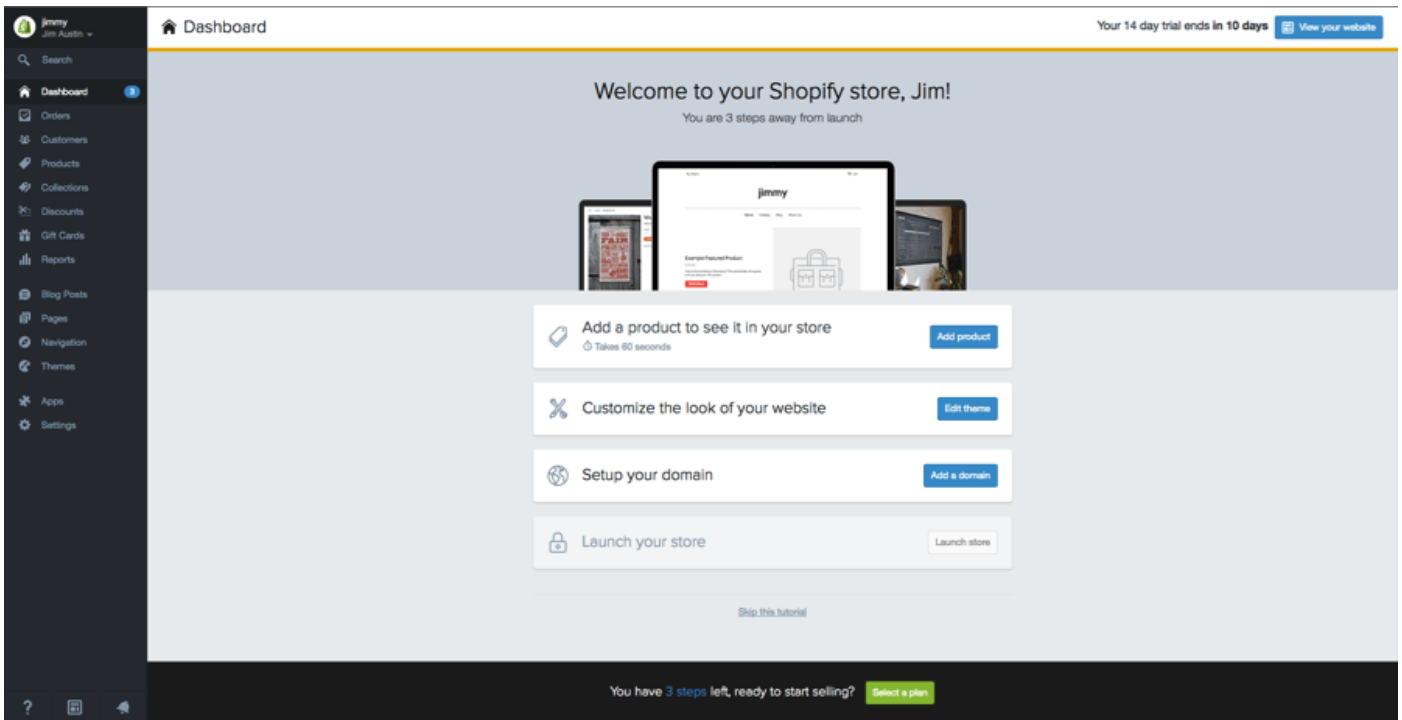 jimmy
Jim Austin
Search
Dashboard 3
Orders
Customers
Products
Collections
Discounts
Gift Cards
Reports
Blog Posts
Pages
Navigation
Themes
Apps
Settings
?
Dashboard
Your 14 day trial ends in 10 days View your website
Welcome to your Shopify store, Jim!
You are 3 steps away from launch
jimmy
Example Featured Product
FAIR
Add a product to see it in your store
Takes 60 seconds
Add product
Customize the look of your website
Edit theme
Setup your domain
Add a domain
Launch your store
Launch store
Skip this tutorial
You have 3 steps left, ready to start selling? Select a plan